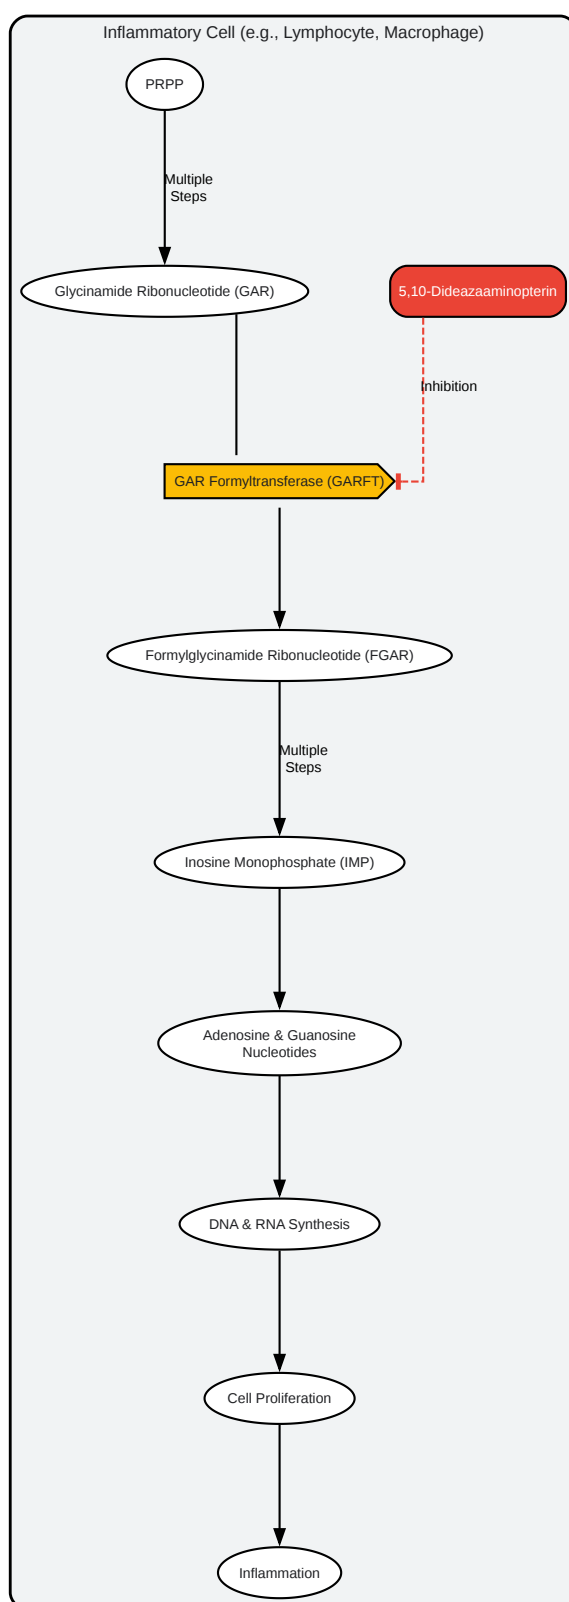 Inflammatory Cell (e.g., Lymphocyte, Macrophage)
PRPP
Multiple
Steps
Glycinamide Ribonucleotide (GAR)
5,10-Dideazaaminopterin
Inhibition
GAR Formyltransferase (GARFT)
Formylglycinamide Ribonucleotide (FGAR)
Multiple
Steps
Inosine Monophosphate (IMP)
Adenosine & Guanosine
Nucleotides
DNA & RNA Synthesis
Cell Proliferation
Inflammation